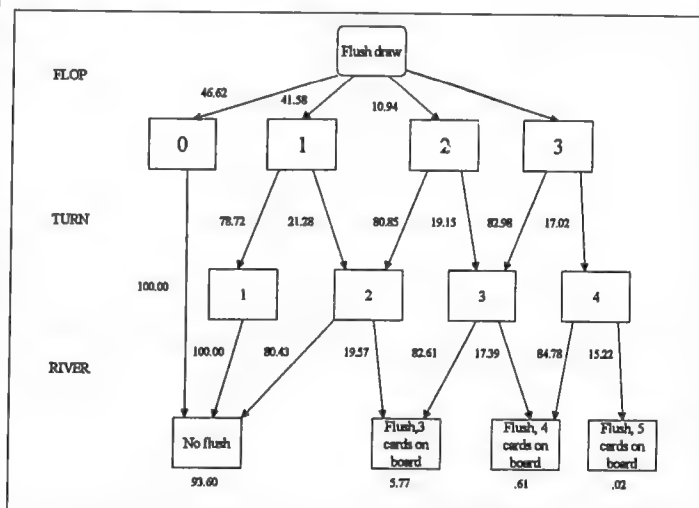 Flush draw
FLOP
46.62
41.58
10.94
0
1
2
3
TURN
78.72
21.28
80.85
19.15
82.98
17.02
100.00
1
2
3
4
RIVER
100.00
80.43
19.57
82.61
17.39
84.78
15.22
No flush
Flush,3
cards on
board
Flush, 4
cards on
board
Flush, 5
cards on
board
93.60
5.77
.61
.02